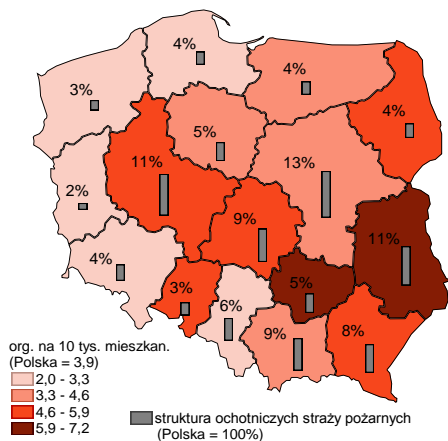 4%
3%
4%
4%
5%
11%
13%
2%
9%
11%
4%
3%
5%
6%
8%
9%
org. na 10 tys. mieszkan.
(Polska = 3,9)
2,0 - 3,3
3,3 - 4,6
4,6 - 5,9
5,9 - 7,2
struktura ochotniczych straży pożarnych
(Polska = 100%)